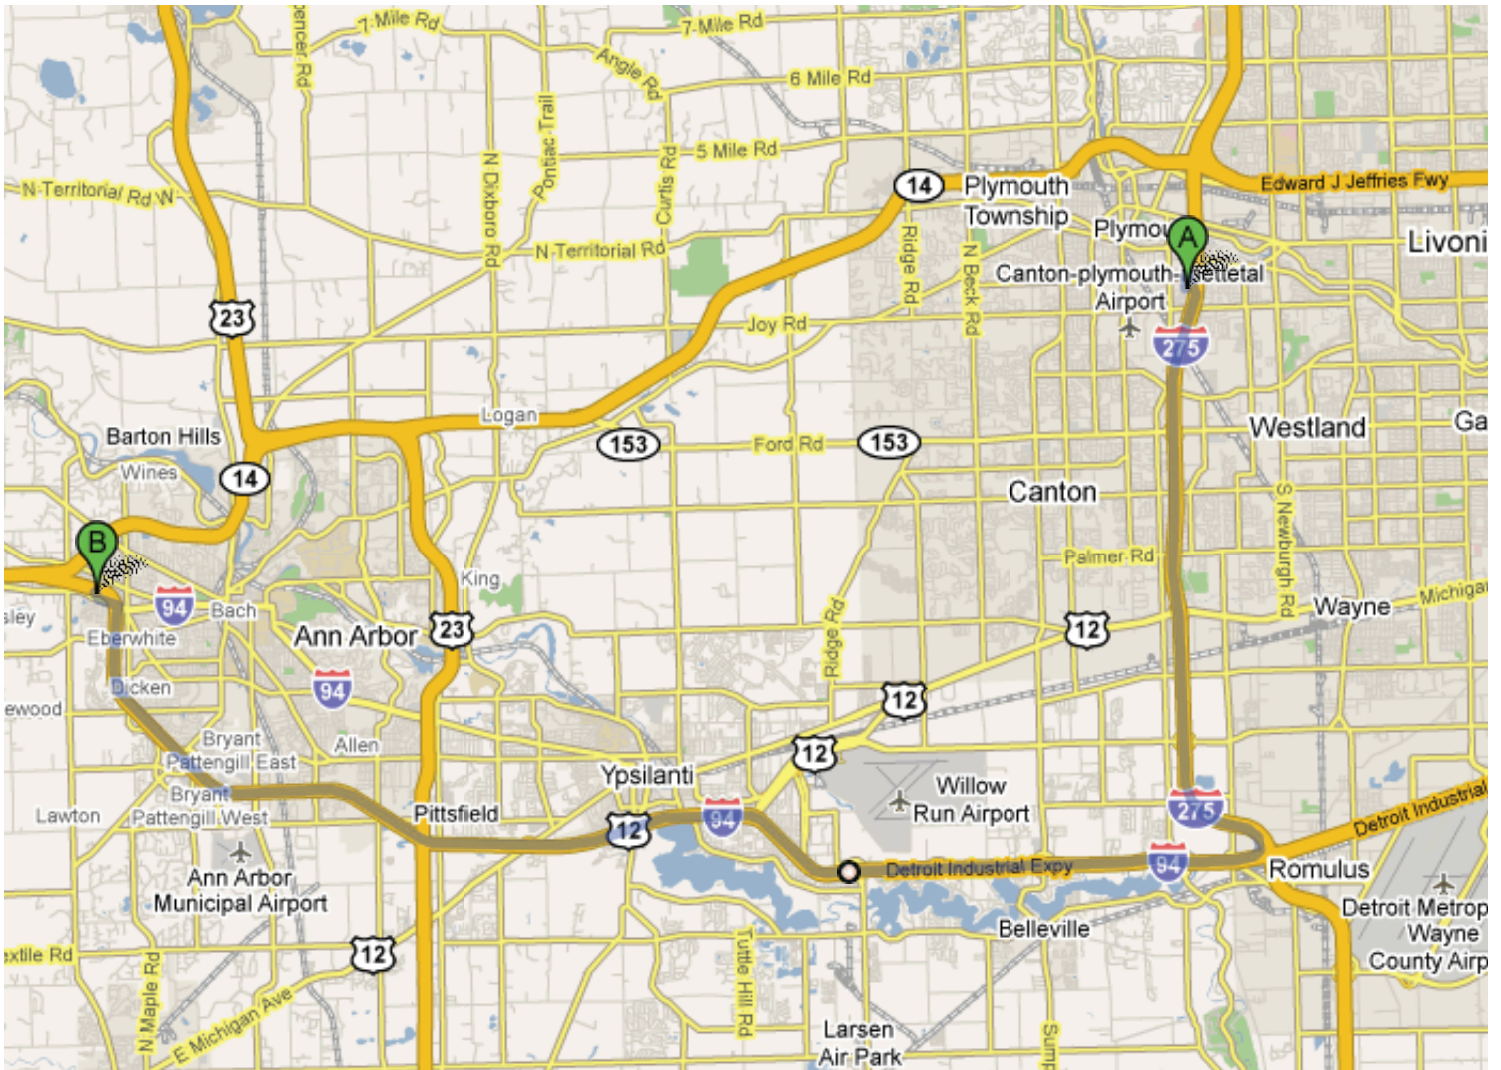 7-Mile Rd
7-Mile Rd
Angle Rd
6 Mile Rd
Pontiac-Trail
N Dixboro Rd
Curtis Rd
5 Mile Rd
N-Territorial Rd
N
14
Plymouth
Township
Edward J Jeffries Fwy
N-Territorial Rd
Ridge Rd
N Beck Rd
A
Canton-plymouth-
Airport
23
Joy Rd
275
Logan
Barton Hills
Wines
14
153
Ford Rd
153
Westland
Canton
S Newburgh Rd
B
Palmer Rd
King
94
Bach
Eberwhite
Ann Arbor
23
Ridge Rd
12
Wayne
Michigan
94
Dicken
12
Bryant
Pattengill East
Allen
12
Ypsilanti
Willow
Run Airport
Bryant
Pattengill West
Lawton
Pittsfield
12
94
275
Detroit Industrial
Detroit Industrial Expy
94
Romulus
Ann Arbor
Municipal Airport
Detroit Metrop
Wayne
County Airp
Belleville
12
extile Rd
N Maple Rd
E Michigan Ave
Tuttle Hill Rd
Larsen
Air Park
Sump